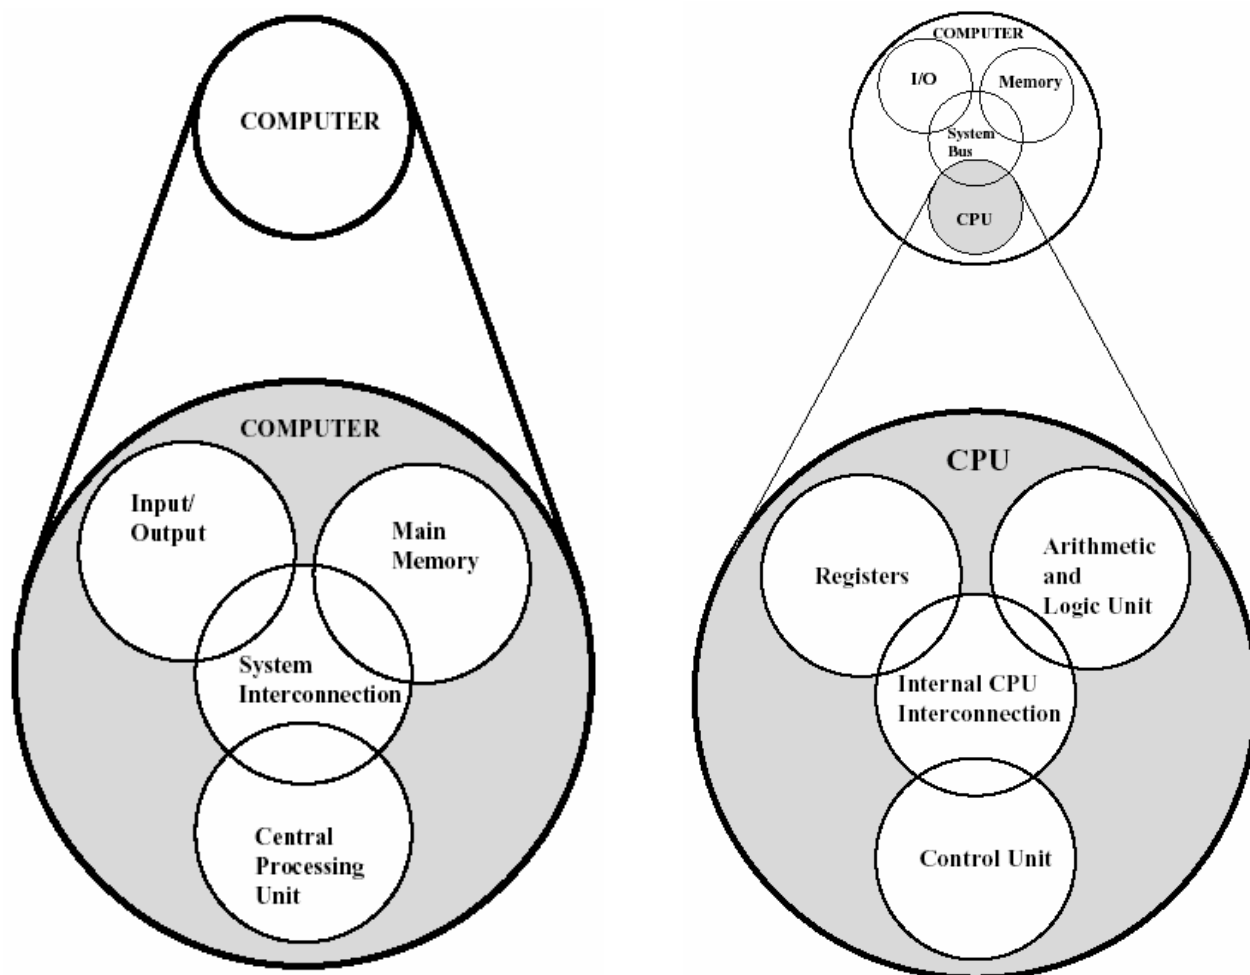 COMPUTER
COMPUTER
Input/
Output
Main
Memory
System
Interconnection
Central
Processing
Unit
COMPUTER
I/O
Memory
System
Bus
CPU
CPU
Registers
Arithmetic
and
Logic Unit
Internal CPU
Interconnection
Control Unit